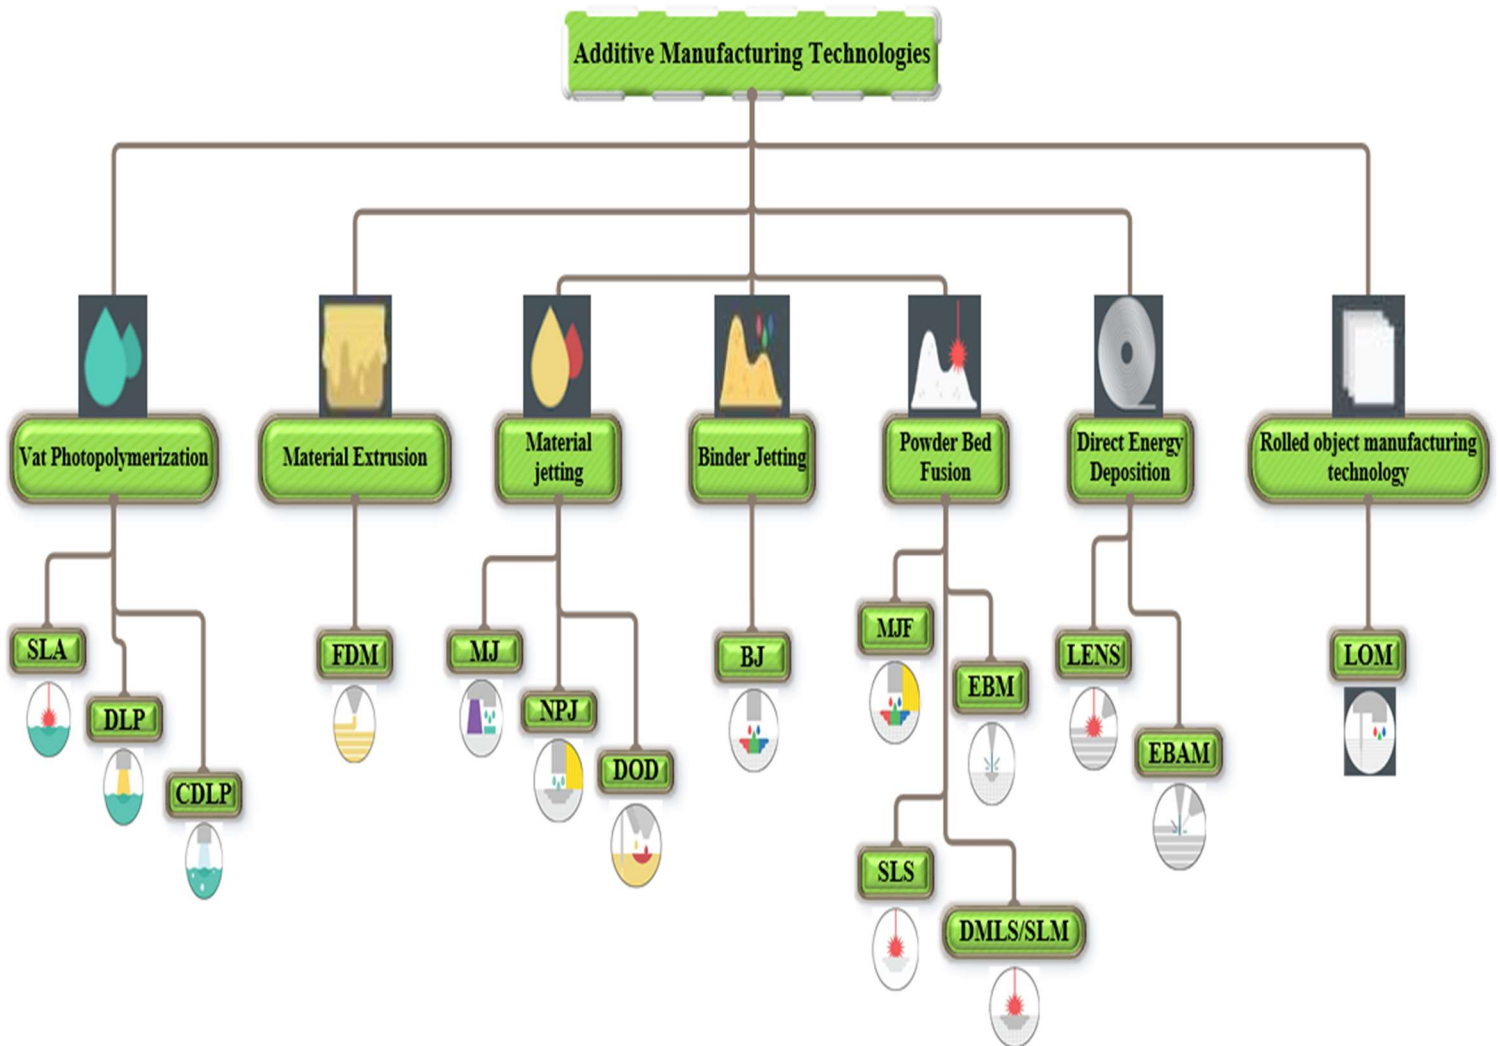 Additive Manufacturing Technologies
Vat Photopolymerization
Material Extrusion
Material
jetting
Binder Jetting
Powder Bed
Fusion
Direct Energy
Deposition
Rolled object manufacturing
technology
SLA
DLP
CDLP
FDM
MJ
NPJ
DOD
BJ
MJF
EBM
SLS
DMLS/SLM
LENS
EBAM
LOM